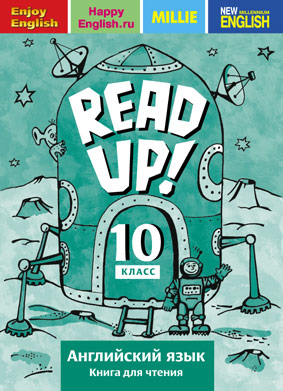 Enjoy
English
Happy
English.ru
MILLIE
NEW MILLENNIUM
ENGLISH
READ
UP!
10
КЛАСС
Английский язык
Книга для чтения